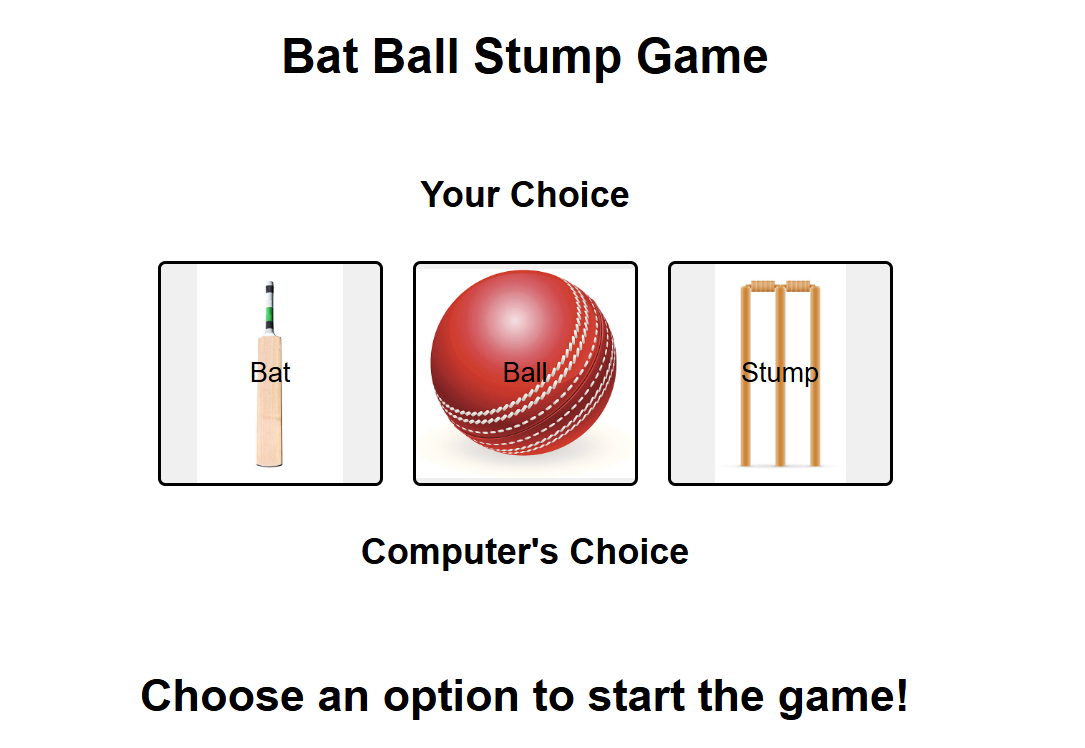 Bat Ball Stump Game
Your Choice
Bat Ball Stump
Computer's Choice
Choose an option to start the game!